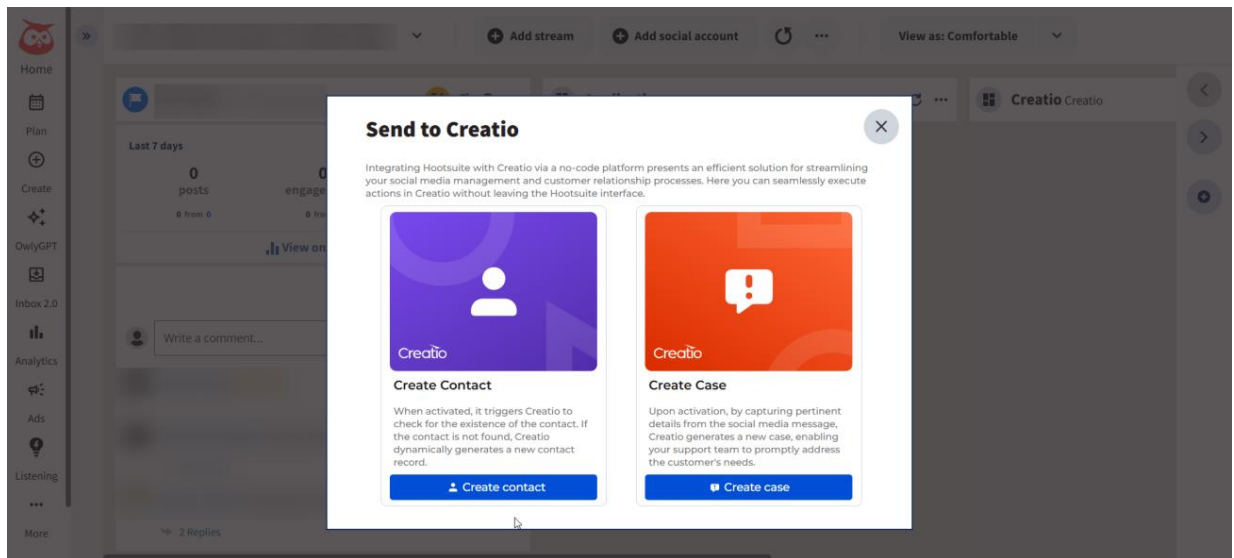 Home
Plan
Create
OwlyGPT
Inbox 2.0
Analytics
Ads
Listening
More
Add stream
Add social account
View as: Comfortable
Creatio Creatio
Last 7 days
0
posts
0 from 0
0
engage
View on
Write a comment...
2 Replies
Send to Creatio
Integrating Hootsuite with Creatio via a no-code platform presents an efficient solution for streamlining
your social media management and customer relationship processes. Here you can seamlessly execute
actions in Creatio without leaving the Hootsuite interface.
Creatio
Create Contact
When activated, it triggers Creatio to
check for the existence of the contact. If
the contact is not found, Creatio
dynamically generates a new contact
record.
Create contact
Creatio
Create Case
Upon activation, by capturing pertinent
details from the social media message,
Creatio generates a new case, enabling
your support team to promptly address
the customer's needs.
Create case